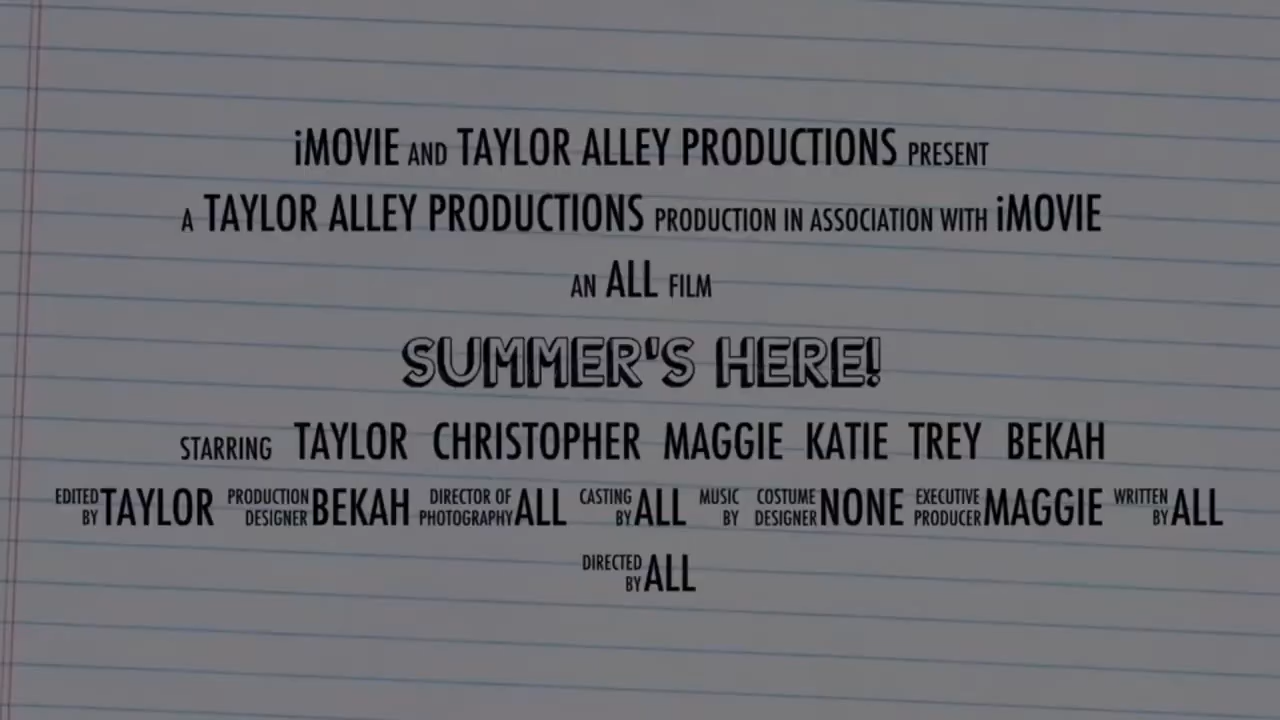 iMOVIE AND TAYLOR ALLEY PRODUCTIONS PRESENT
A TAYLOR ALLEY PRODUCTIONS PRODUCTION IN ASSOCIATION WITH iMOVIE
AN ALL FILM
SUMMER'S HERE!
STARRING TAYLOR CHRISTOPHER MAGGIE KATIE TREY BEKAH
EDITED BY TAYLOR PRODUCTION DESIGNER BEKAH DIRECTOR OF PHOTOGRAPHY ALL CASTING BY ALL MUSIC BY COSTUME DESIGNER NONE EXECUTIVE PRODUCER MAGGIE WRITTEN BY ALL
DIRECTED BY ALL